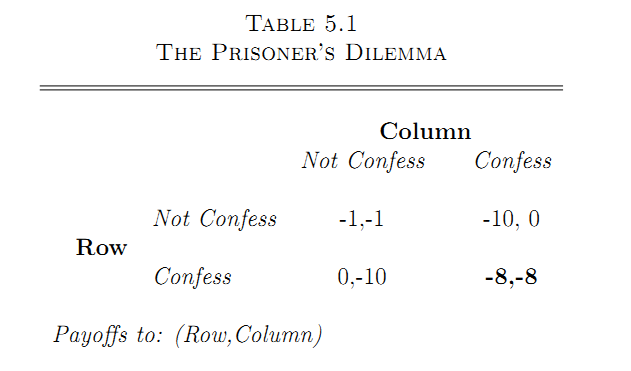 TABLE 5.1
THE PRISONER'S DILEMMA
Column
Not Confess Confess
Not Confess -1,-1 -10, 0
Row
Confess 0,-10 -8,-8
Payoffs to: (Row,Column)